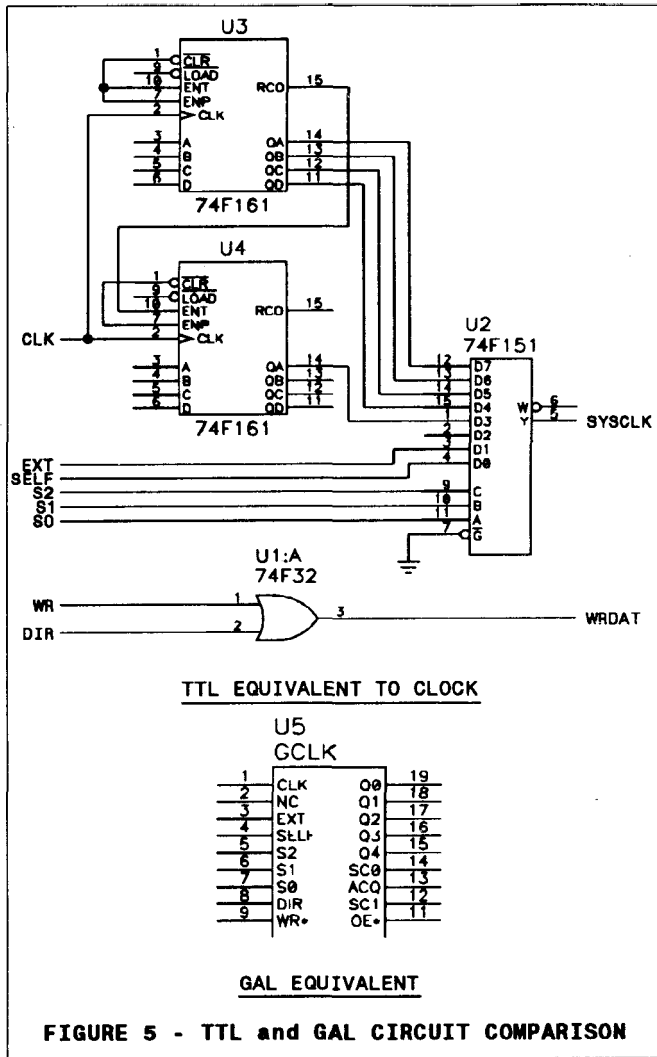 U3
1 CLR
9 LOAD
10 ENT RCO 15
7 ENP
2 CLK
3 A QA 14
4 B QB 13
5 C QC 12
6 D QD 11
74F161
U4
1 CLR
9 LOAD
10 ENT RCO 15
7 ENP
CLK 2 CLK
3 A QA 14
4 B QB 13
5 C QC 12
6 D QD 11
74F161
U2
74F151
12 D7
13 D6
14 D5
15 D4 W 6
1 D3 Y 5 SYSCLK
2 D2
EXT 3 D1
SELF 4 D0
S2 9 C
S1 10 B
S0 11 A
7 G
U1:A
74F32
WR 1
3 WRDAT
DIR 2
TTL EQUIVALENT TO CLOCK
U5
GCLK
1 CLK Q0 19
2 NC Q1 18
3 EXT Q2 17
4 SELF Q3 16
5 S2 Q4 15
6 S1 SC0 14
7 S0 ACQ 13
8 DIR SC1 12
9 WR* OE* 11
GAL EQUIVALENT
FIGURE 5 - TTL and GAL CIRCUIT COMPARISON